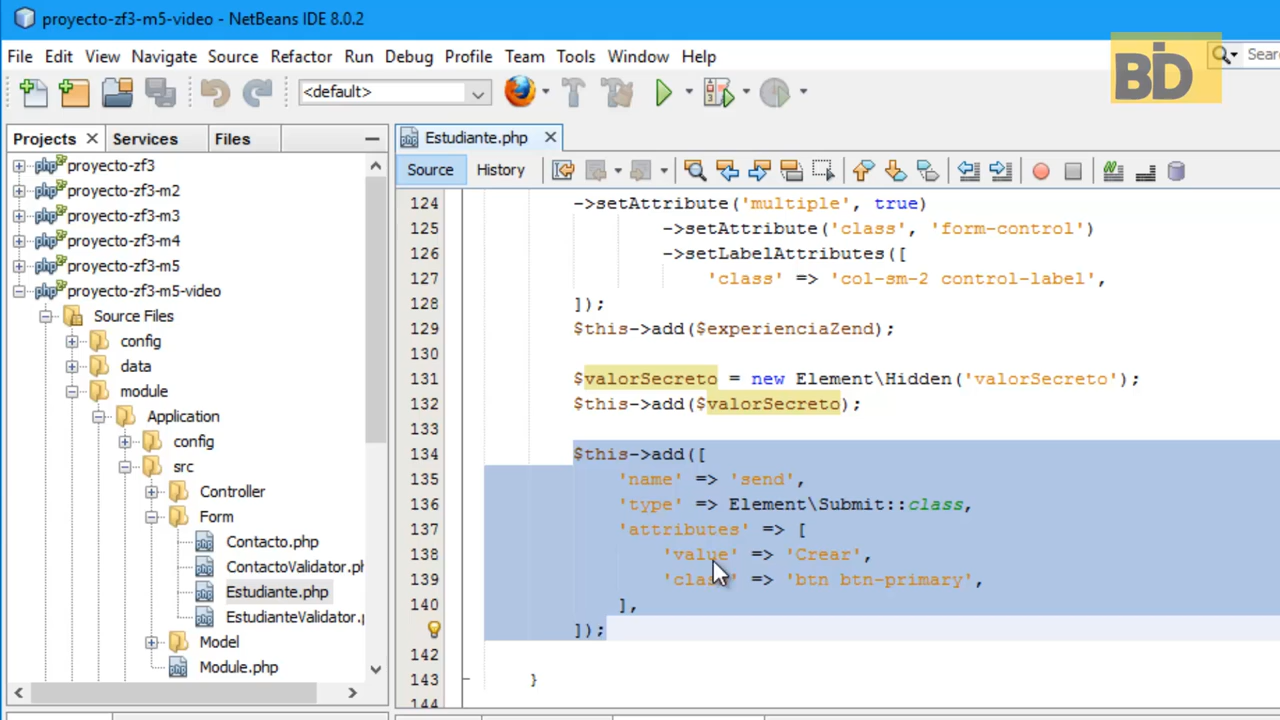 proyecto-zf3-m5-video - NetBeans IDE 8.0.2
File Edit View Navigate Source Refactor Run Debug Profile Team Tools Window Help
BD
Sear
<default>
Projects Services Files
Estudiante.php
Source History
proyecto-zf3
proyecto-zf3-m2
proyecto-zf3-m3
proyecto-zf3-m4
proyecto-zf3-m5
proyecto-zf3-m5-video
Source Files
config
data
module
Application
config
src
Controller
Form
Contacto.php
ContactoValidator.ph
Estudiante.php
EstudianteValidator.p
Model
Module.php
124 ->setAttribute('multiple', true)
125 ->setAttribute('class', 'form-control')
126 ->setLabelAttributes([
127 'class' => 'col-sm-2 control-label',
128 ]);
129 $this->add($experienciaZend);
130
131 $valorSecreto = new Element\Hidden('valorSecreto');
132 $this->add($valorSecreto);
133
134 $this->add([
135 'name' => 'send',
136 'type' => Element\Submit::class,
137 'attributes' => [
138 'value' => 'Crear',
139 'class' => 'btn btn-primary',
140 ],
]);
142
143 }
144